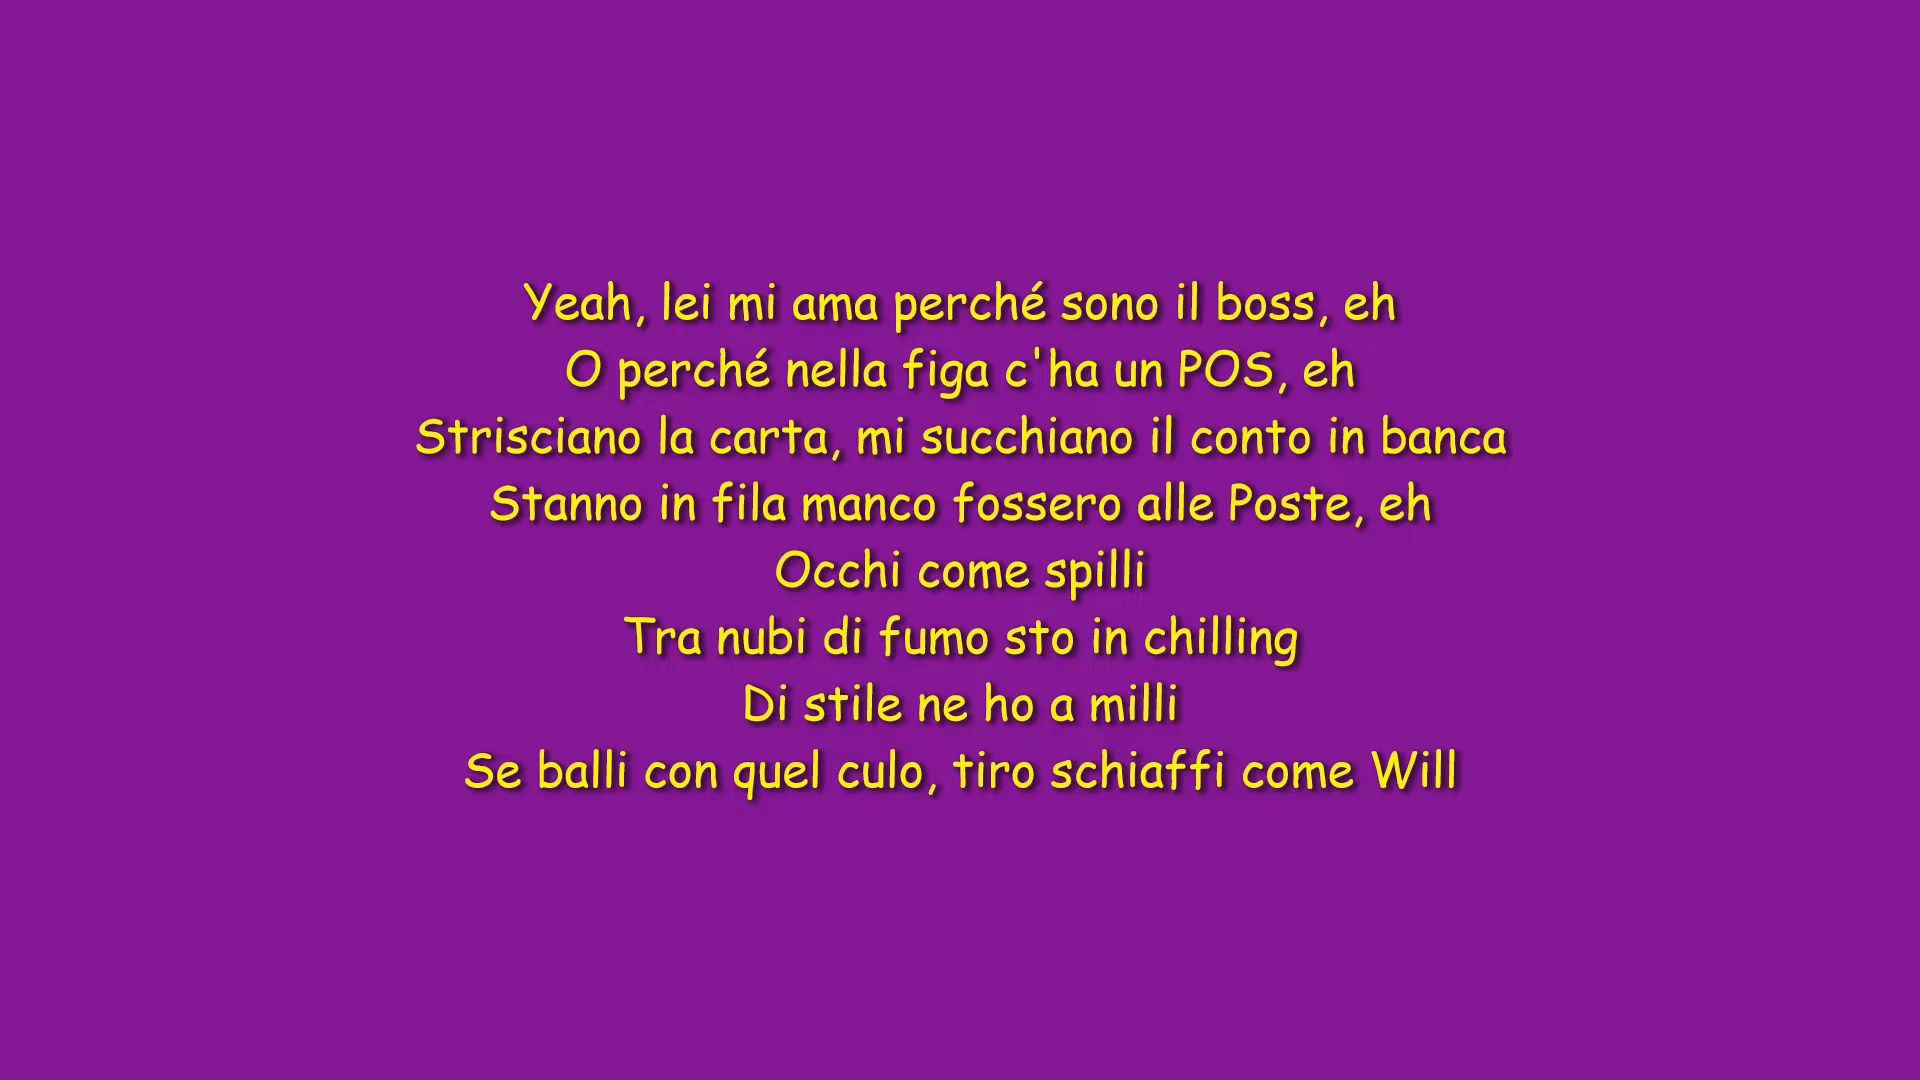 Yeah, lei mi ama perché sono il boss, eh
O perché nella figa c'ha un POS, eh
Strisciano la carta, mi succhiano il conto in banca
Stanno in fila manco fossero alle Poste, eh
Occhi come spilli
Tra nubi di fumo sto in chilling
Di stile ne ho a milli
Se balli con quel culo, tiro schiaffi come Will